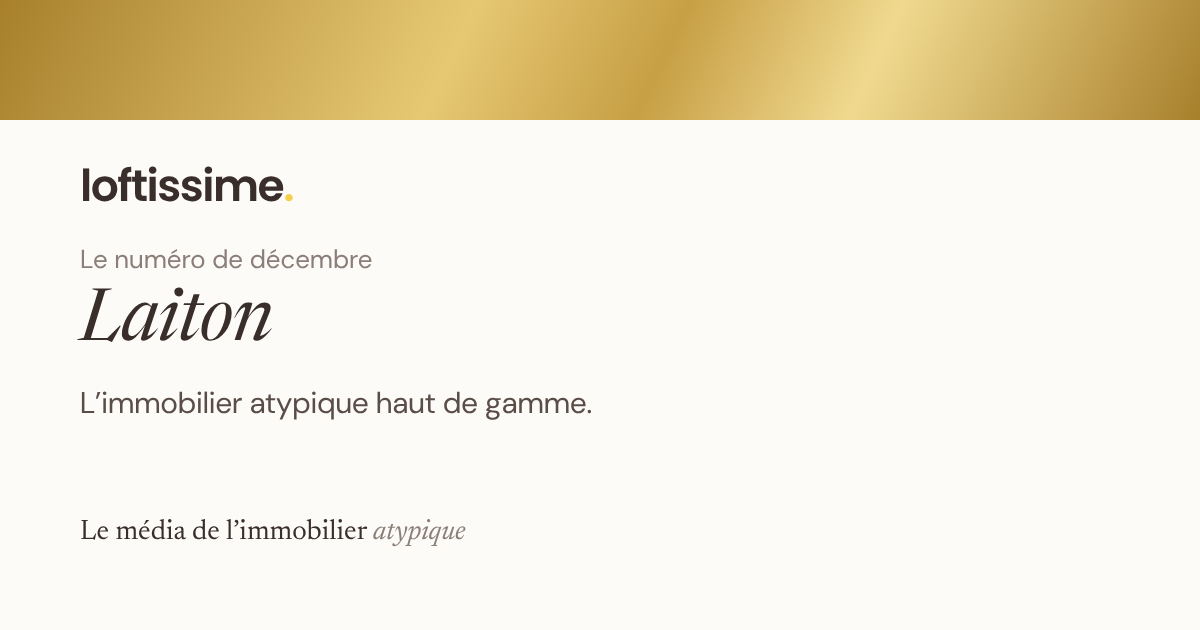 loftissime.
Le numéro de décembre
Laiton
L’immobilier atypique haut de gamme.
Le média de l’immobilier atypique